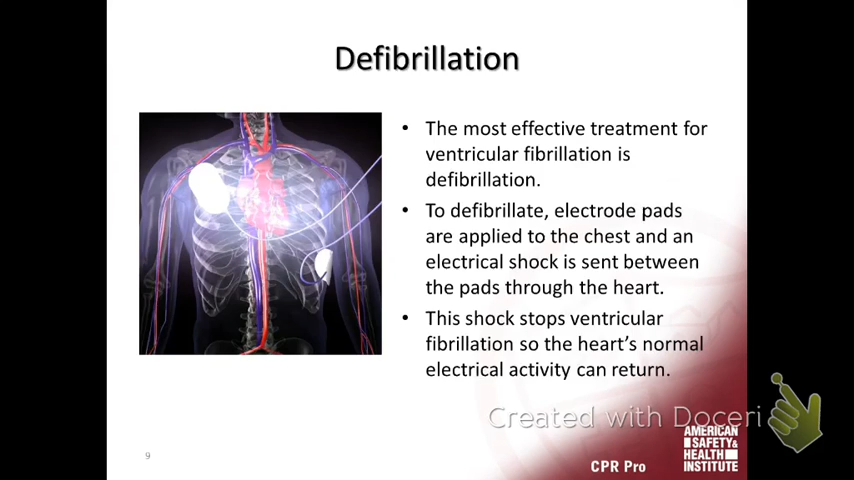 Defibrillation
• The most effective treatment for
ventricular fibrillation is
defibrillation.
• To defibrillate, electrode pads
are applied to the chest and an
electrical shock is sent between
the pads through the heart.
• This shock stops ventricular
fibrillation so the heart's normal
electrical activity can return.
Created with Doceri
9
CPR Pro
AMERICAN
SAFETY&
HEALTH
INSTITUTE